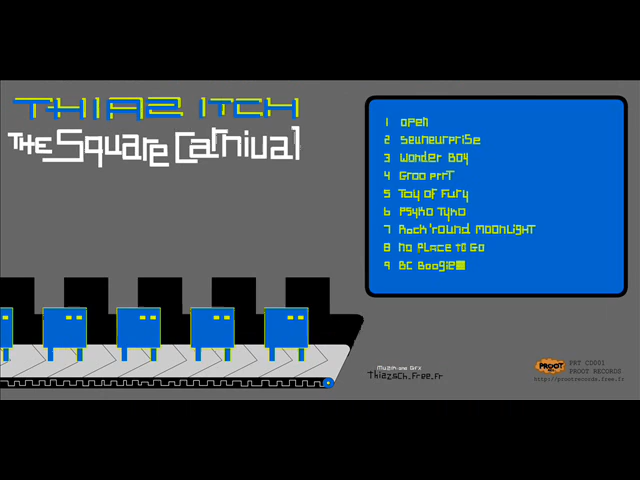 THIAZ ITCH
THE Square Carnival
1 Open
2 SewneurpriSe
3 Wonder BOy
4 Groo prrT
5 Toy of Fury
6 Psyko Tyko
7 Rock'round MOONLigHT
8 No PLace TO Go
9 BC Boogie
Muzik and Grx
Thiazsch.Free.Fr
PROOT
PRT CD001
PROOT RECORDS
http://prootrecords.free.fr